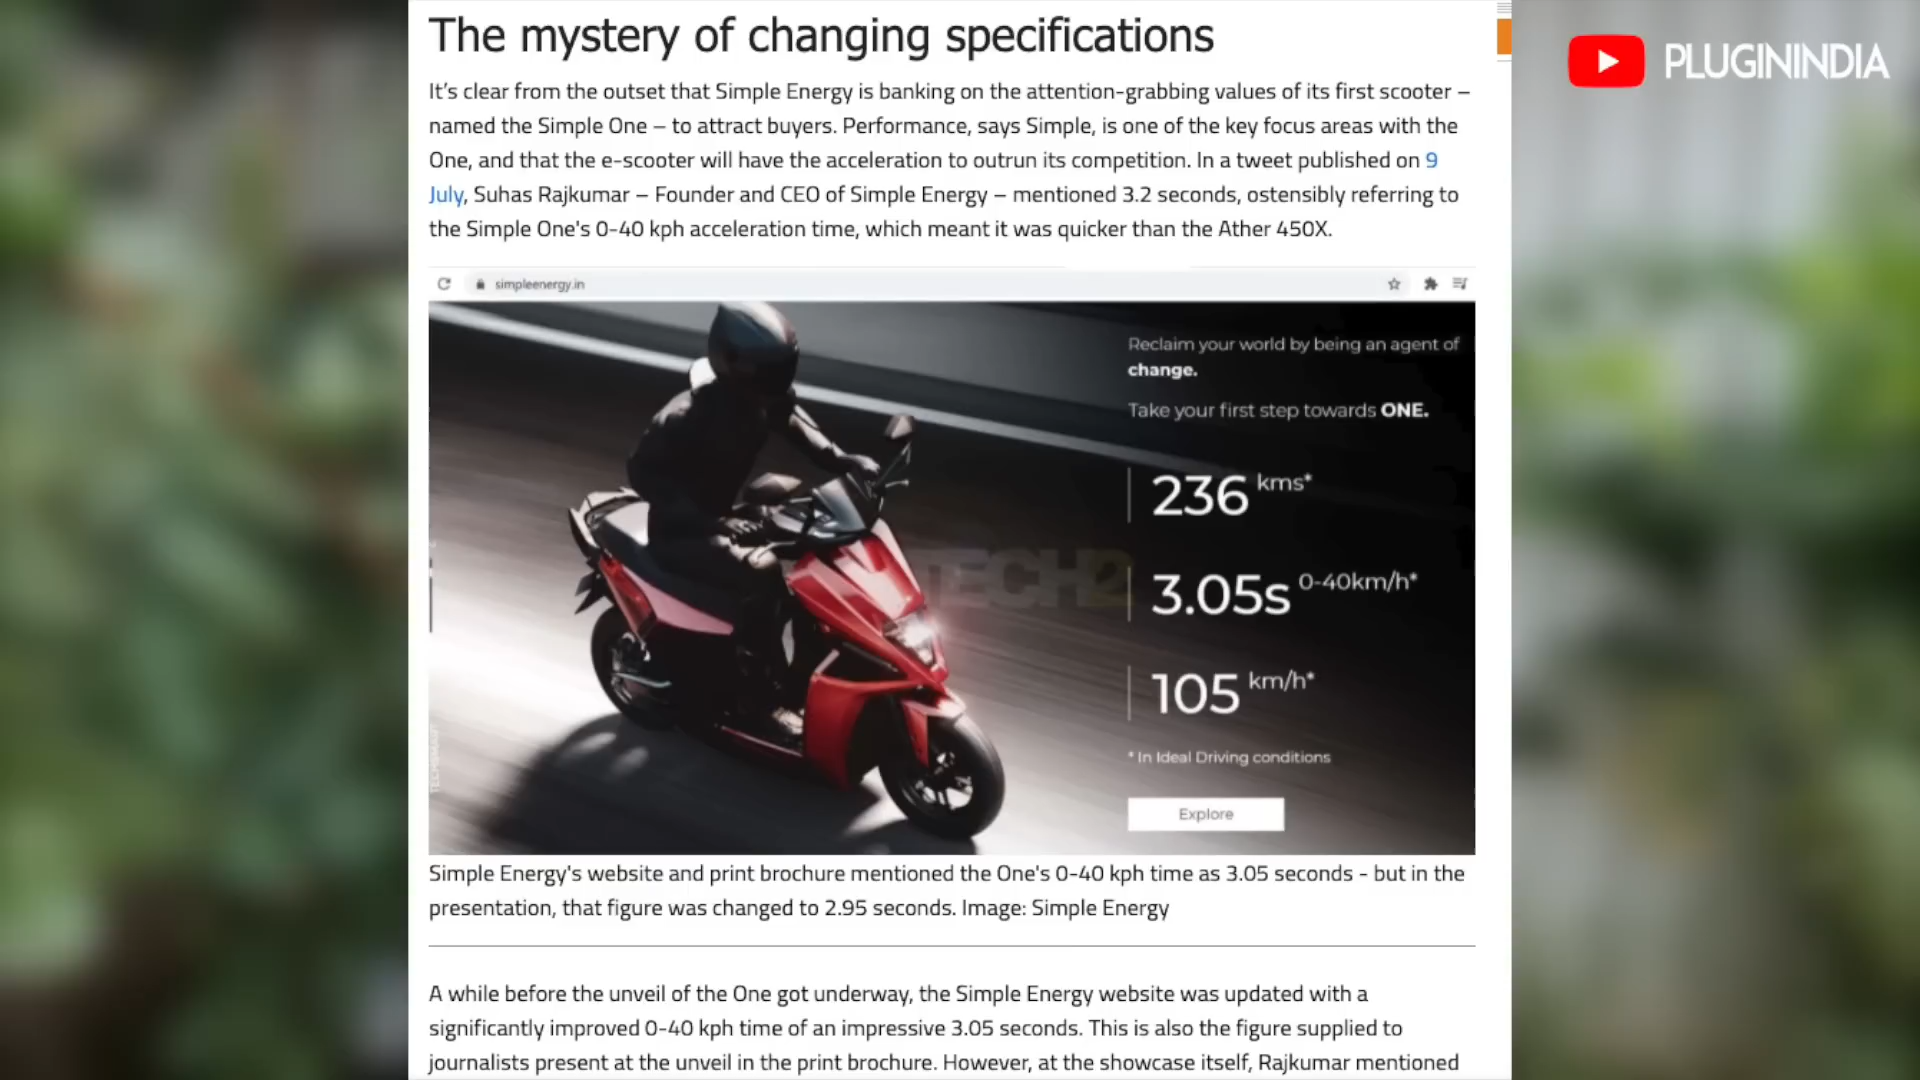 PLUGININDIA
The mystery of changing specifications
It’s clear from the outset that Simple Energy is banking on the attention-grabbing values of its first scooter –
named the Simple One – to attract buyers. Performance, says Simple, is one of the key focus areas with the
One, and that the e-scooter will have the acceleration to outrun its competition. In a tweet published on 9
July, Suhas Rajkumar – Founder and CEO of Simple Energy – mentioned 3.2 seconds, ostensibly referring to
the Simple One's 0-40 kph acceleration time, which meant it was quicker than the Ather 450X.
simpleenergy.in
Reclaim your world by being an agent of
change.
Take your first step towards ONE.
236 kms*
TECH2
3.05s 0-40km/h*
105 km/h*
* In Ideal Driving conditions
Explore
Simple Energy's website and print brochure mentioned the One's 0-40 kph time as 3.05 seconds - but in the
presentation, that figure was changed to 2.95 seconds. Image: Simple Energy
A while before the unveil of the One got underway, the Simple Energy website was updated with a
significantly improved 0-40 kph time of an impressive 3.05 seconds. This is also the figure supplied to
journalists present at the unveil in the print brochure. However, at the showcase itself, Rajkumar mentioned